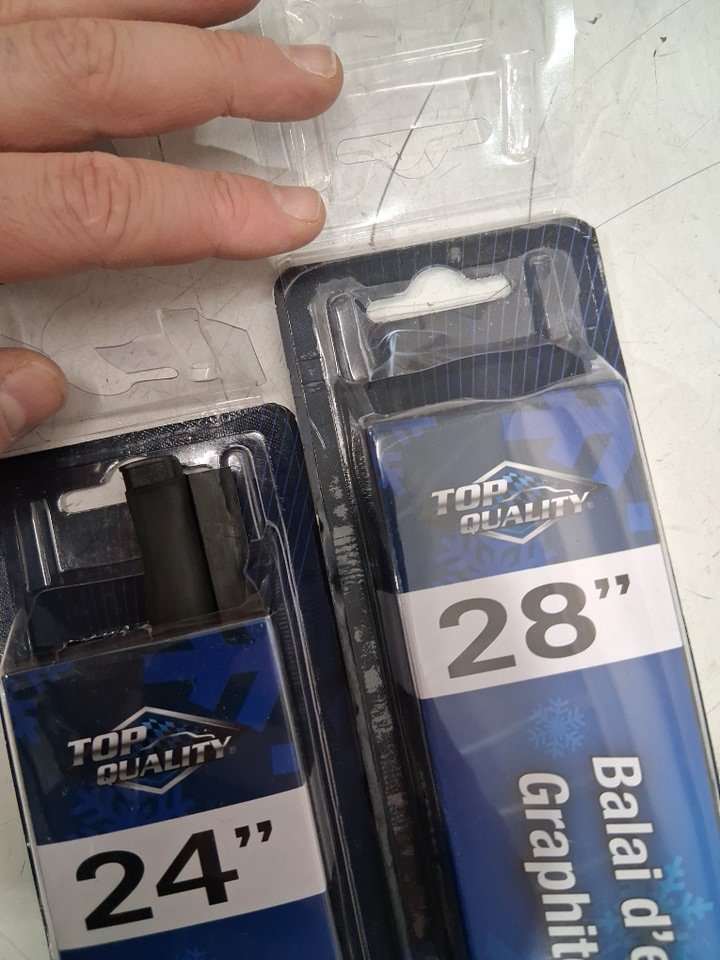 TOP
QUALITY®
28”
Balai d'e
Graphit
TOP
QUALITY®
24”